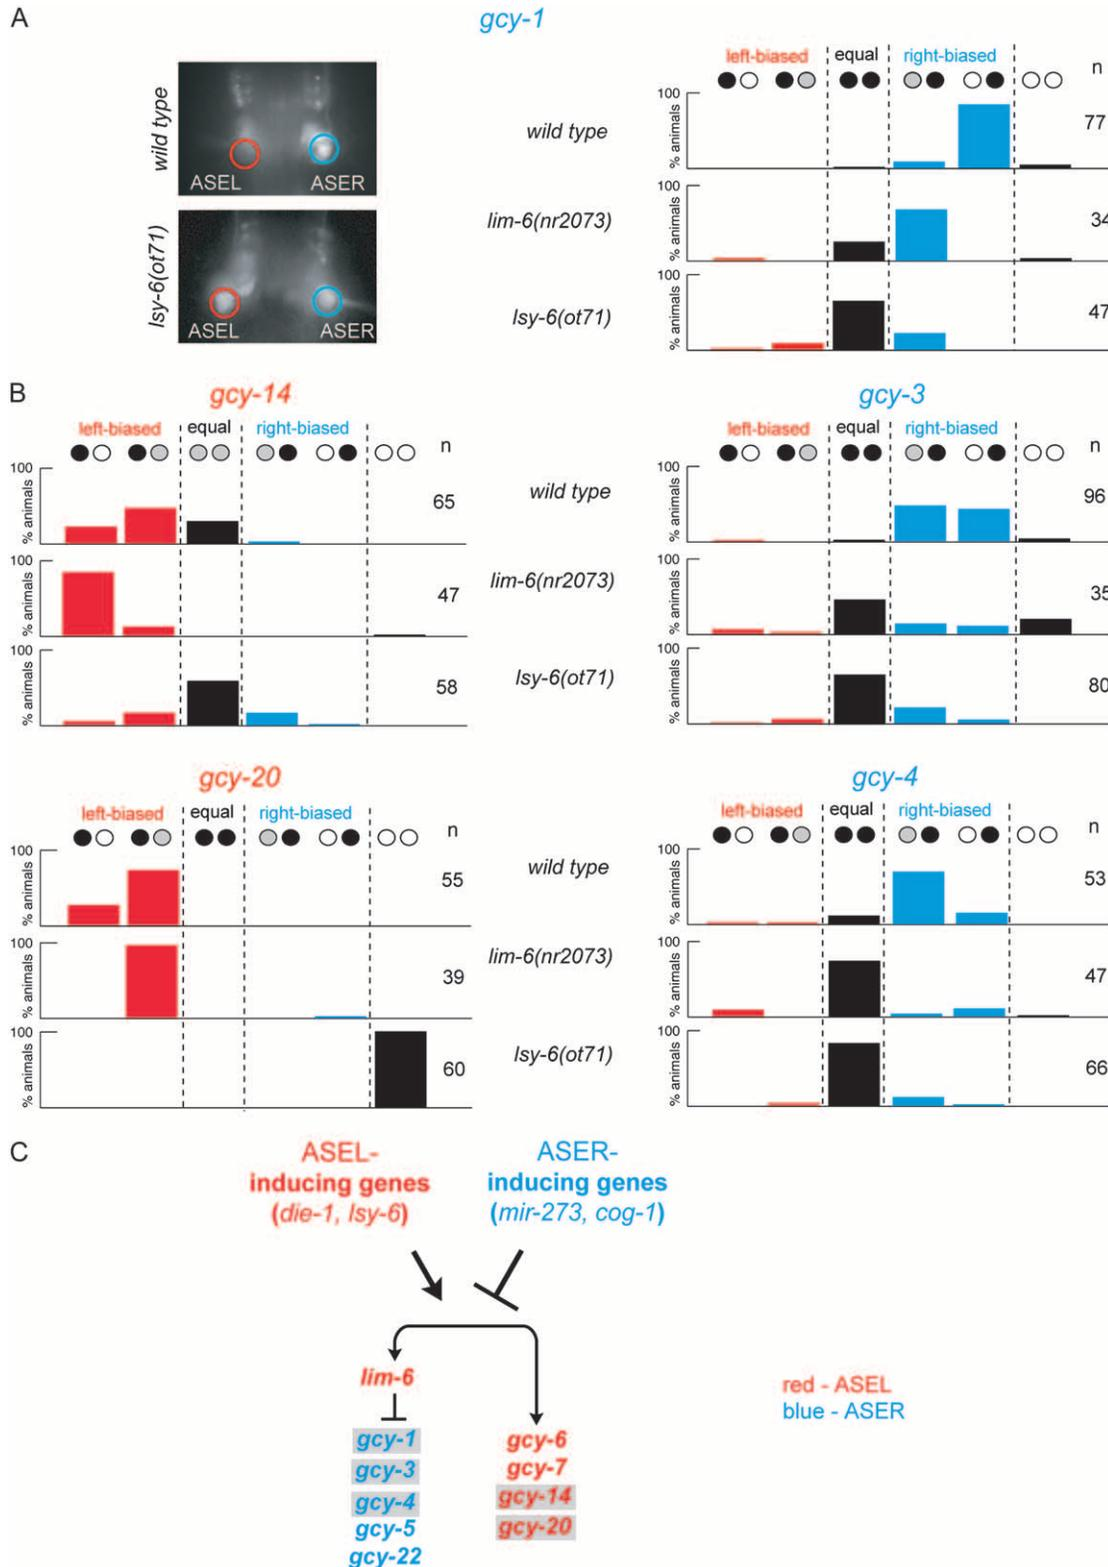 A
gcy-1
wild type
ASEL ASER
lsy-6(ot71)
ASEL ASER
left-biased equal right-biased n
wild type
100
% animals
77
lim-6(nr2073)
100
% animals
34
lsy-6(ot71)
100
% animals
47
B
gcy-14
left-biased equal right-biased n
100
% animals
65
100
% animals
47
100
% animals
58
wild type
lim-6(nr2073)
lsy-6(ot71)
gcy-3
left-biased equal right-biased n
100
% animals
96
100
% animals
35
100
% animals
80
gcy-20
left-biased equal right-biased n
100
% animals
55
100
% animals
39
100
% animals
60
wild type
lim-6(nr2073)
lsy-6(ot71)
gcy-4
left-biased equal right-biased n
100
% animals
53
100
% animals
47
100
% animals
66
C
ASEL-
inducing genes
(die-1, lsy-6)
ASER-
inducing genes
(mir-273, cog-1)
lim-6
gcy-1
gcy-3
gcy-4
gcy-5
gcy-22
gcy-6
gcy-7
gcy-14
gcy-20
red - ASEL
blue - ASER